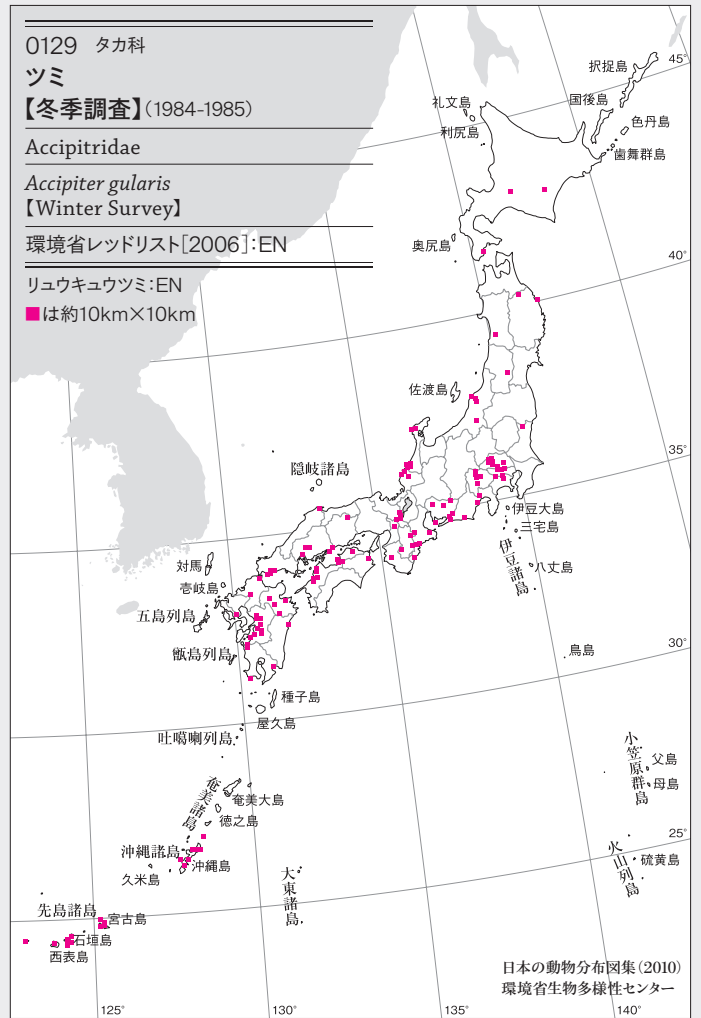 0129 タカ科
ツミ
【冬季調査】(1984-1985)
Accipitridae
Accipiter gularis
【Winter Survey】
環境省レッドリスト[2006]:EN
リュウキュウツミ:EN
■は約10km×10km
45°
択捉島
国後島
礼文島
色丹島
利尻島
歯舞群島
奥尻島
40°
佐渡島
35°
隠岐諸島
伊豆大島
三宅島
対馬
八丈島
伊豆諸島
壱岐島
五島列島
鳥島
30°
甑島列島
種子島
屋久島
吐噶喇列島
小笠原群島
父島
母島
奄美諸島
奄美大島
徳之島
25°
沖縄諸島
沖縄島
火山列島
硫黄島
久米島
大東諸島
先島諸島
宮古島
石垣島
西表島
日本の動物分布図集(2010)
環境省生物多様性センター
125°
130°
135°
140°